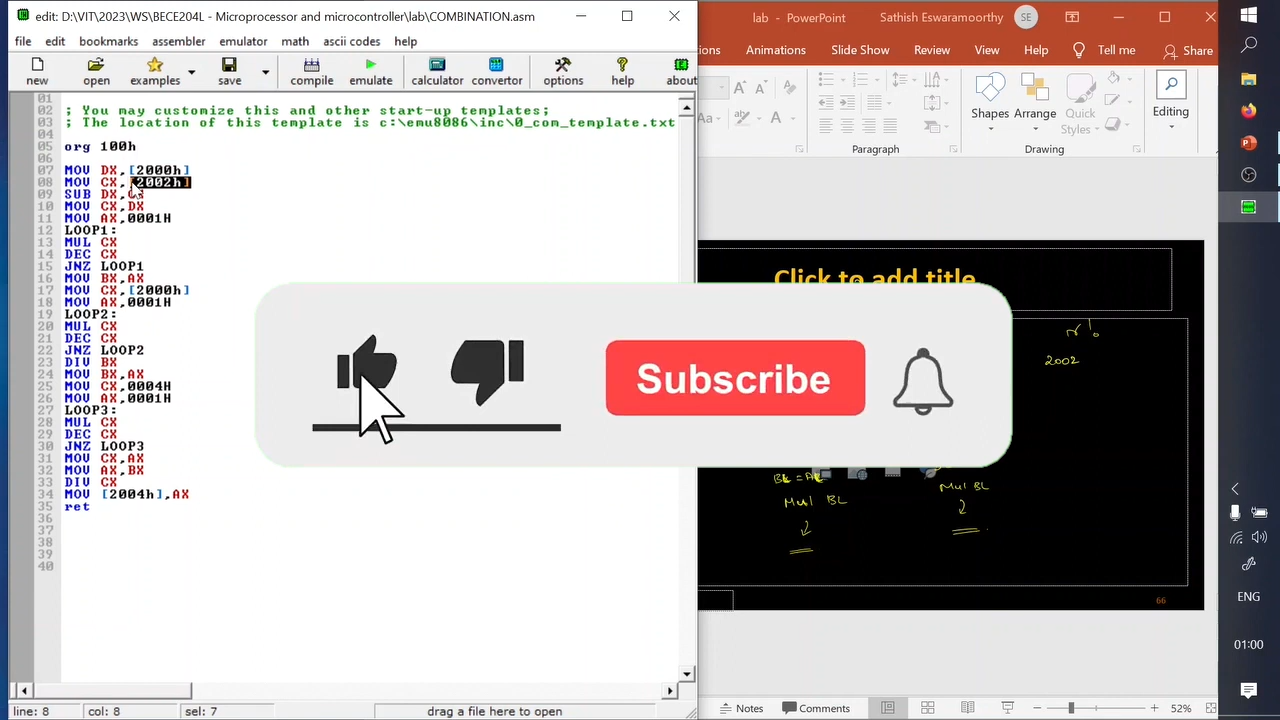 edit: D:\VIT\2023\WS\BECE204L - Microprocessor and microcontroller\lab\COMBINATION.asm
file edit bookmarks assembler emulator math ascii codes help
new open examples save compile emulate calculator convertor options help about
01
02 ; You may customize this and other start-up templates;
03 ; The location of this template is c:\emu8086\inc\0_com_template.txt
04
05 org 100h
06
07 MOV DX,[2000h]
08 MOV CX,[2002h]
09 SUB DX,
10 MOV CX,DX
11 MOV AX,0001H
12 LOOP1:
13 MUL CX
14 DEC CX
15 JNZ LOOP1
16 MOV BX,AX
17 MOV CX,[2000h]
18 MOV AX,0001H
19 LOOP2:
20 MUL CX
21 DEC CX
22 JNZ LOOP2
23 DIV BX
24 MOV BX,AX
25 MOV CX,0004H
26 MOV AX,0001H
27 LOOP3:
28 MUL CX
29 DEC CX
30 JNZ LOOP3
31 MOV CX,AX
32 MOV AX,BX
33 DIV CX
34 MOV [2004h],AX
35 ret
36
37
38
39
40
line: 8 col: 8 sel: 7 drag a file here to open
lab - PowerPoint Sathish Eswaramoorthy SE
ions Animations Slide Show Review View Help Tell me Share
Aa
Shapes Arrange Quick Styles Editing
Paragraph Drawing
Click to add title
r!
2002
Subscribe
Mul BL
Mul BL
66
Notes Comments 52%
ENG
01:00